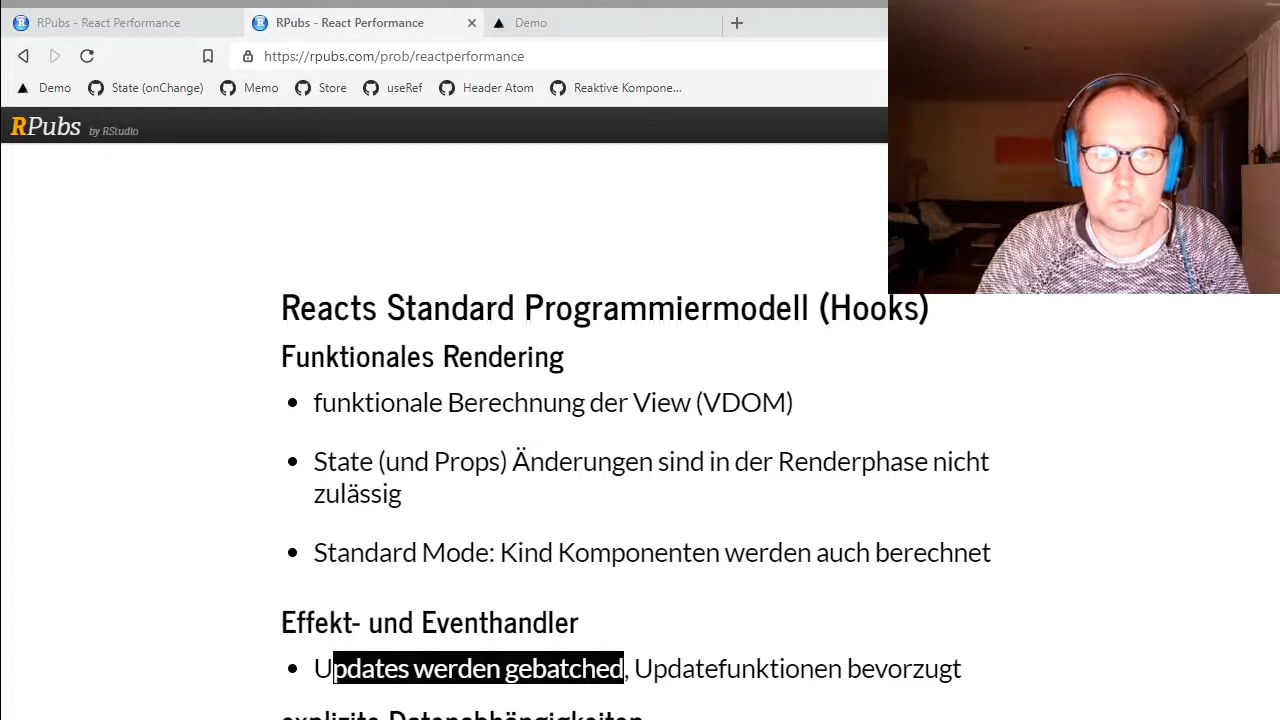 RPubs - React Performance
RPubs - React Performance
Demo
https://rpubs.com/prob/reactperformance
Demo State (onChange) Memo Store useRef Header Atom Reaktive Kompone...
RPubs by RStudio
Reacts Standard Programmiermodell (Hooks)
Funktionales Rendering
• funktionale Berechnung der View (VDOM)
• State (und Props) Änderungen sind in der Renderphase nicht
zulässig
• Standard Mode: Kind Komponenten werden auch berechnet
Effekt- und Eventhandler
• Updates werden gebatched, Updatefunktionen bevorzugt
explizite Datenabhängigkeiten